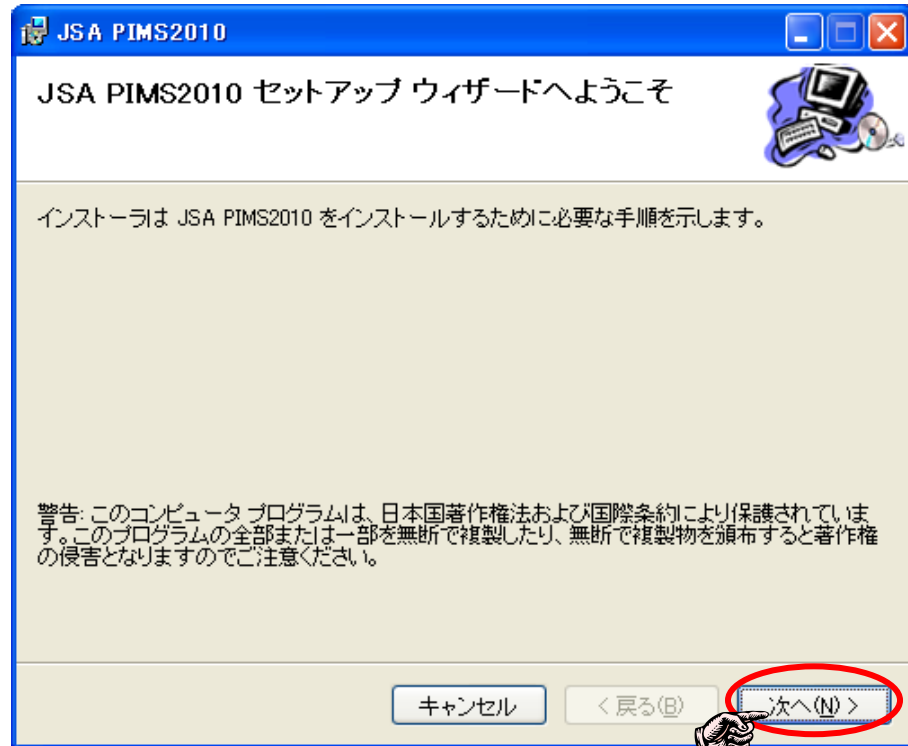 JSA PIMS2010
JSA PIMS2010 セットアップ ウィザードへようこそ
インストーラは JSA PIMS2010 をインストールするために必要な手順を示します。
警告: このコンピュータ プログラムは、日本国著作権法および国際条約により保護されていま
す。このプログラムの全部または一部を無断で複製したり、無断で複製物を頒布すると著作権
の侵害となりますのでご注意ください。
キャンセル
< 戻る(B)
次へ(N) >